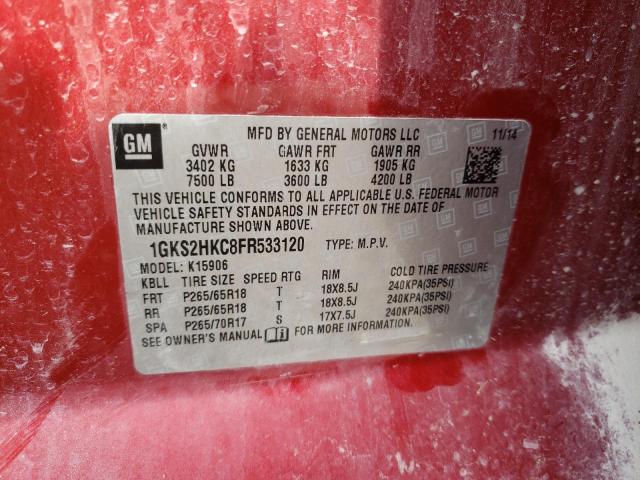 GM
MFD BY GENERAL MOTORS LLC 11/14
GVWR GAWR FRT GAWR RR
3402 KG 1633 KG 1905 KG
7500 LB 3600 LB 4200 LB
THIS VEHICLE CONFORMS TO ALL APPLICABLE U.S. FEDERAL MOTOR
VEHICLE SAFETY STANDARDS IN EFFECT ON THE DATE OF
MANUFACTURE SHOWN ABOVE.
1GKS2HKC8FR533120 TYPE: M.P.V.
MODEL: K15906
KBLL TIRE SIZE SPEED RTG RIM COLD TIRE PRESSURE
FRT P265/65R18 T 18X8.5J 240KPA(35PSI)
RR P265/65R18 T 18X8.5J 240KPA(35PSI)
SPA P265/70R17 S 17X7.5J 240KPA(35PSI)
SEE OWNER'S MANUAL FOR MORE INFORMATION.